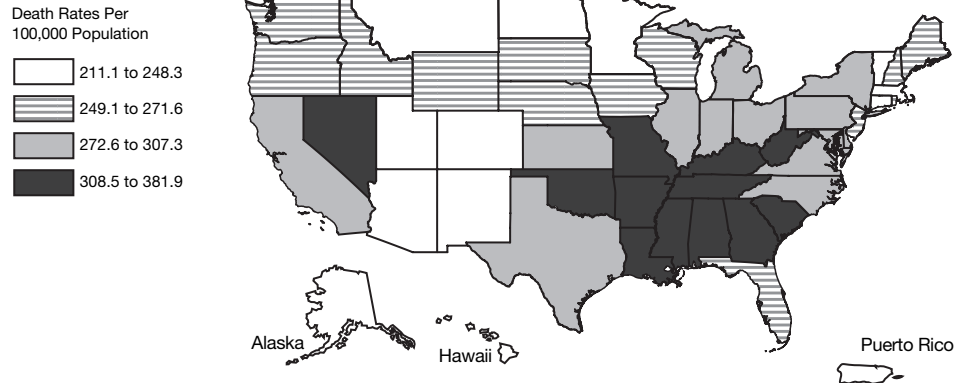 Death Rates Per
100,000 Population
211.1 to 248.3
249.1 to 271.6
272.6 to 307.3
308.5 to 381.9
Alaska
Hawaii
Puerto Rico